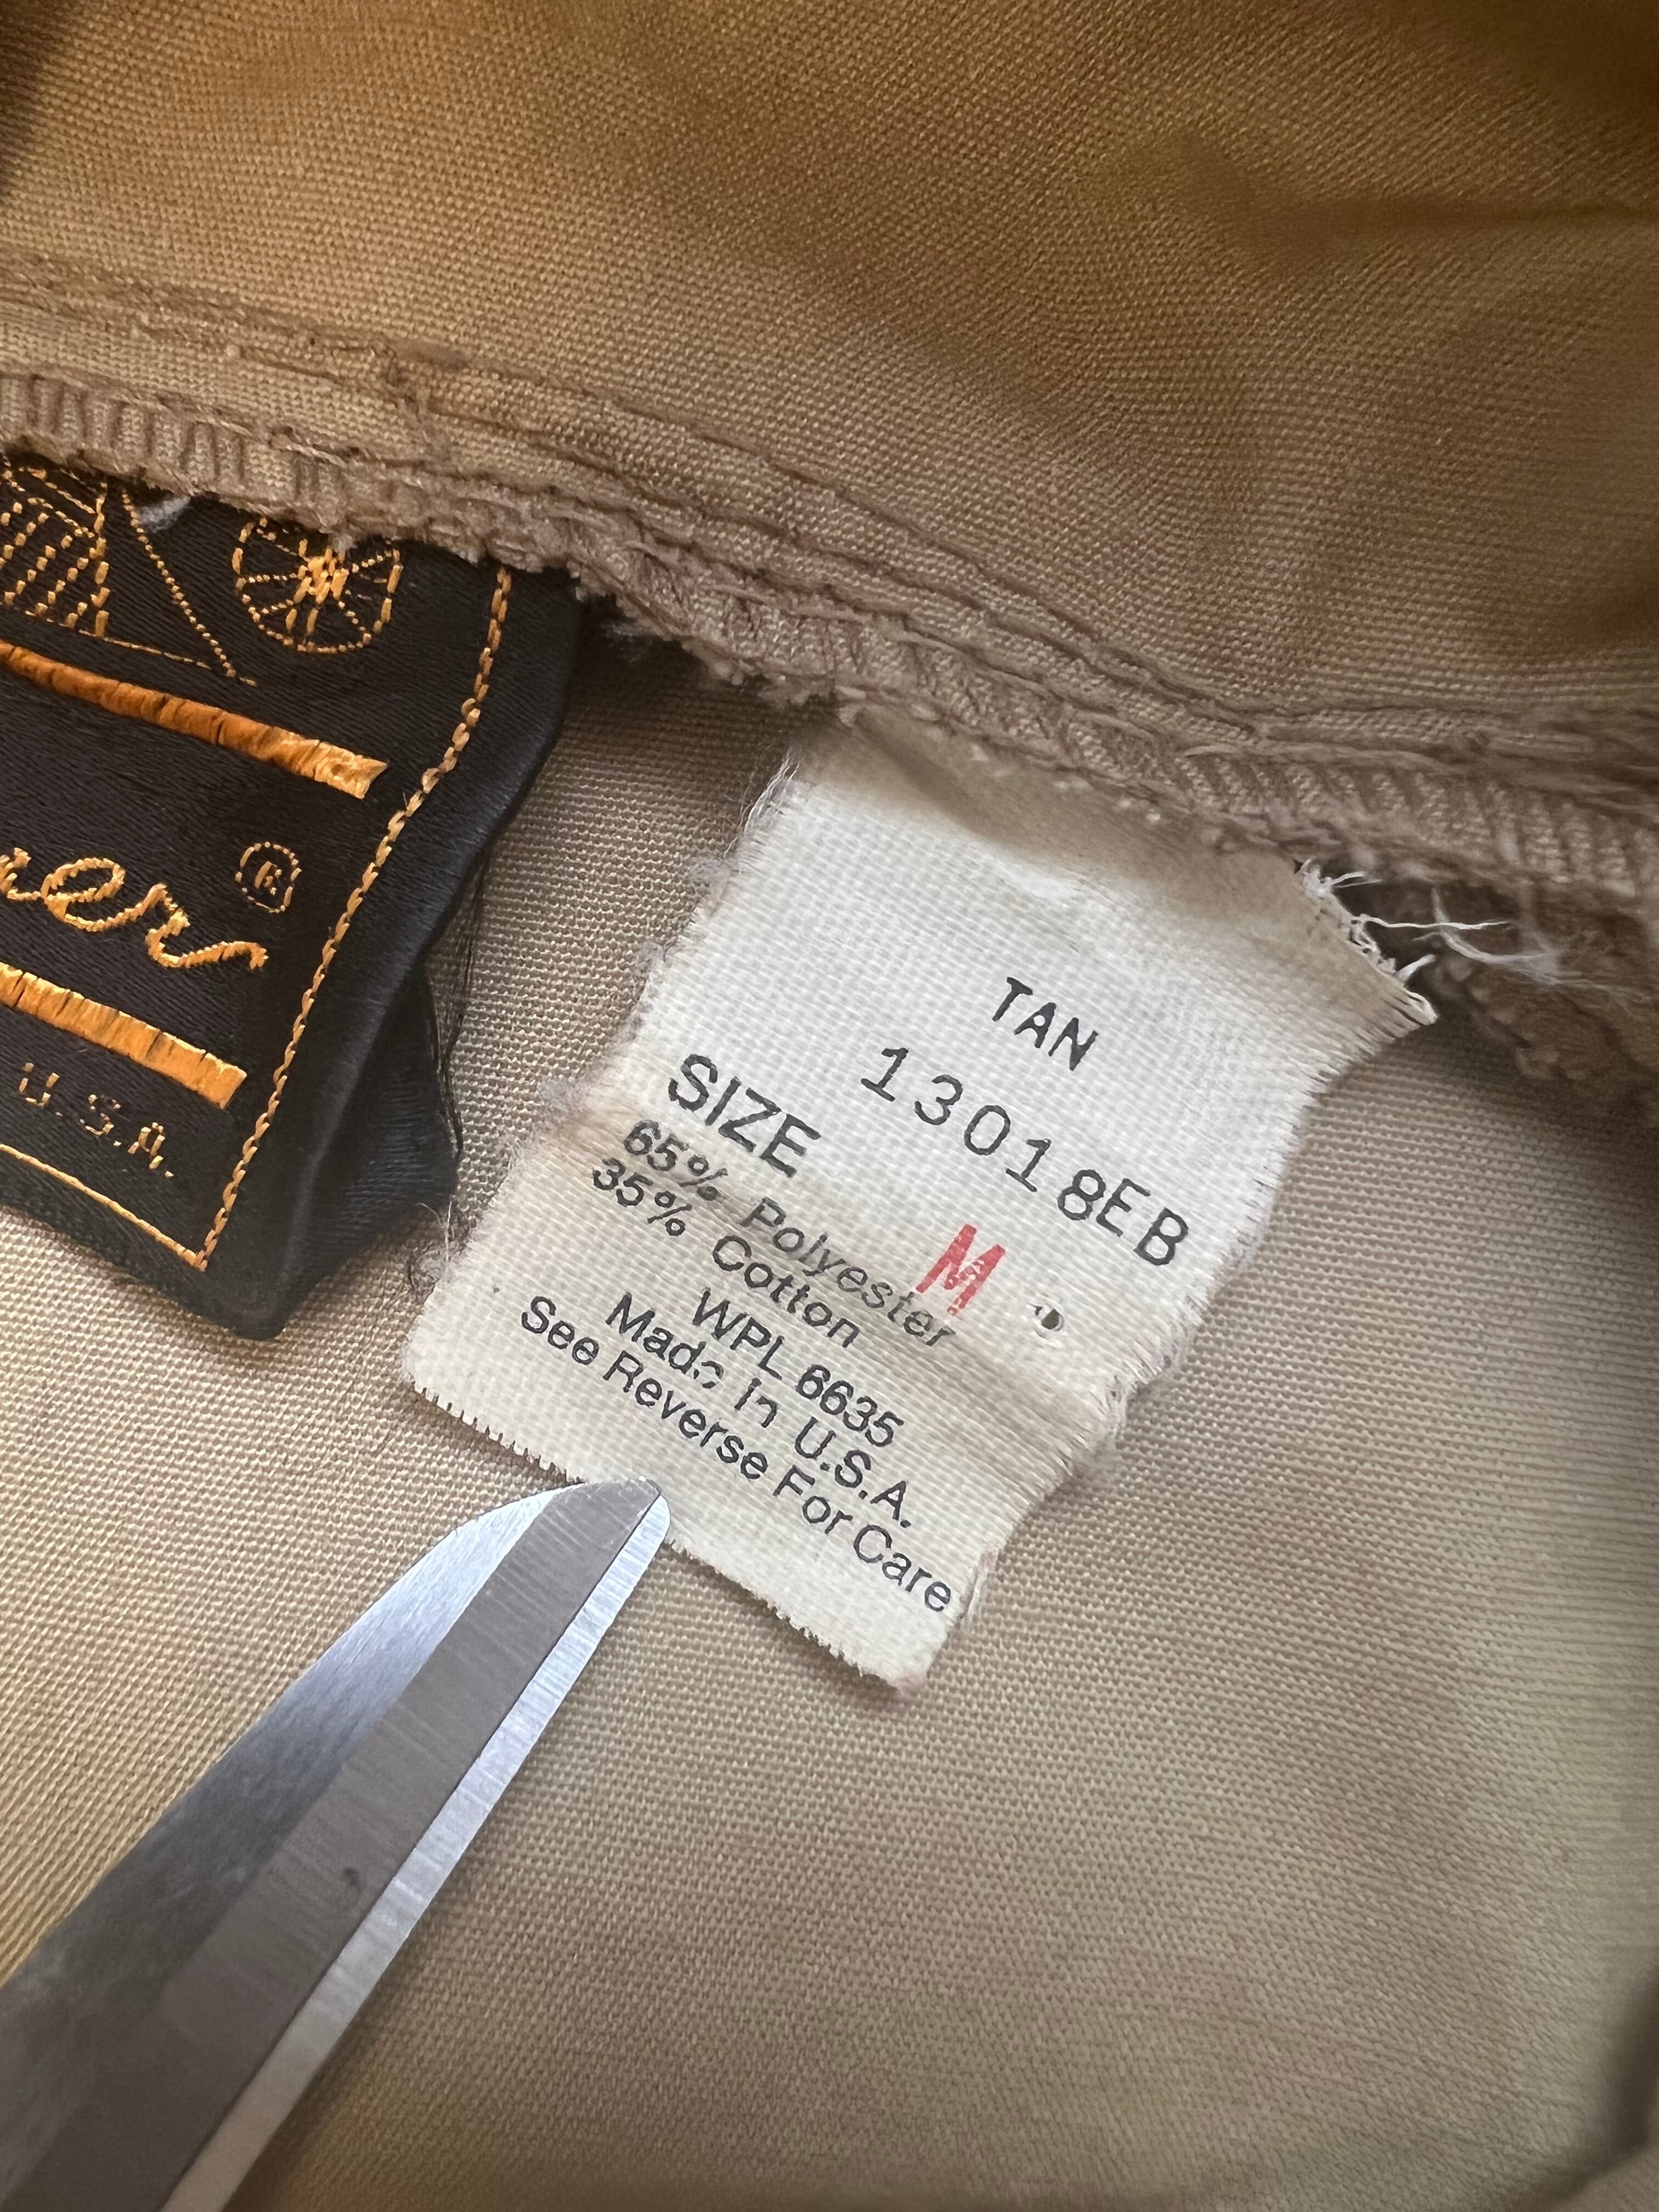 ®
U.S.A.
TAN
13018EB
SIZE M
65% Polyester
35% Cotton
WPL 6635
Made In U.S.A.
See Reverse For Care